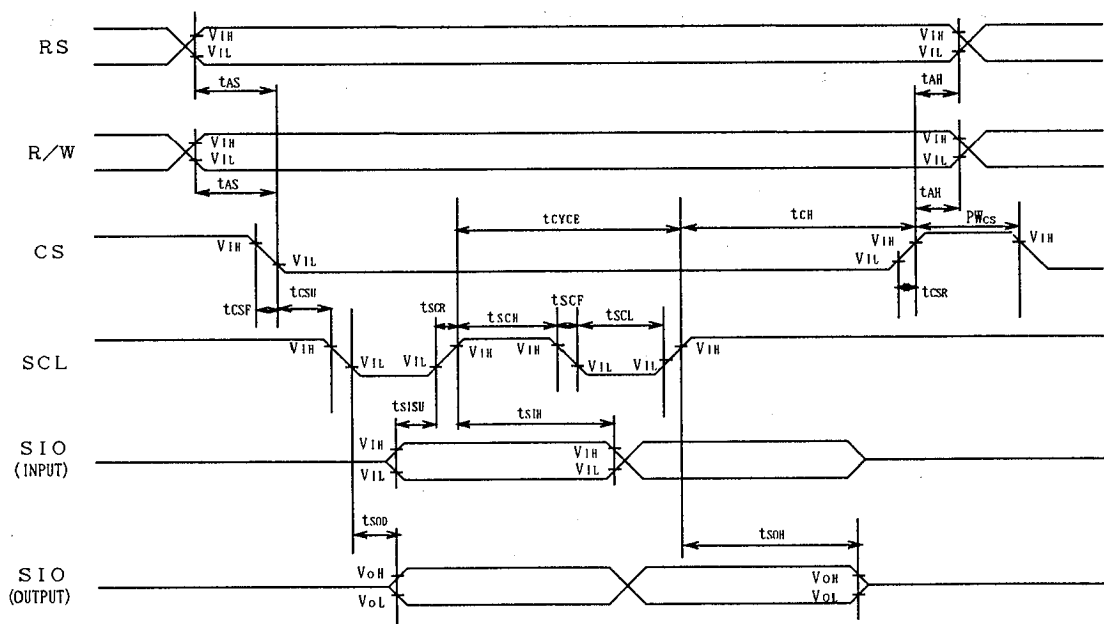 RS VIH VIL VIH VIL
tAS tAH
R/W VIH VIL VIH VIL
tAS tAH
tCYCE tCH PWCS
CS VIH VIL VIH VIL VIH
tCSF tCSU tSCR tSCH tSCF tSCL tCSR
SCL VIH VIL VIL VIH VIH VIL VIL VIH
tSISU tSIH
SIO VIH VIH
(INPUT) VIL VIL
tSOD tSOH
SIO VOH VOH
(OUTPUT) VOL VOL